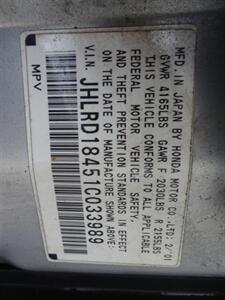 MFD. IN JAPAN BY HONDA MOTOR CO.,LTD. 2/01
GVWR 4165LBS GAWR F 2030LBS R 2155LBS
THIS VEHICLE CONFORMS TO ALL APPLICABLE
FEDERAL MOTOR VEHICLE SAFETY
AND THEFT PREVENTION STANDARDS IN EFFECT
ON THE DATE OF MANUFACTURE SHOWN ABOVE.
V.I.N. JHLRD18451C033989
MPV